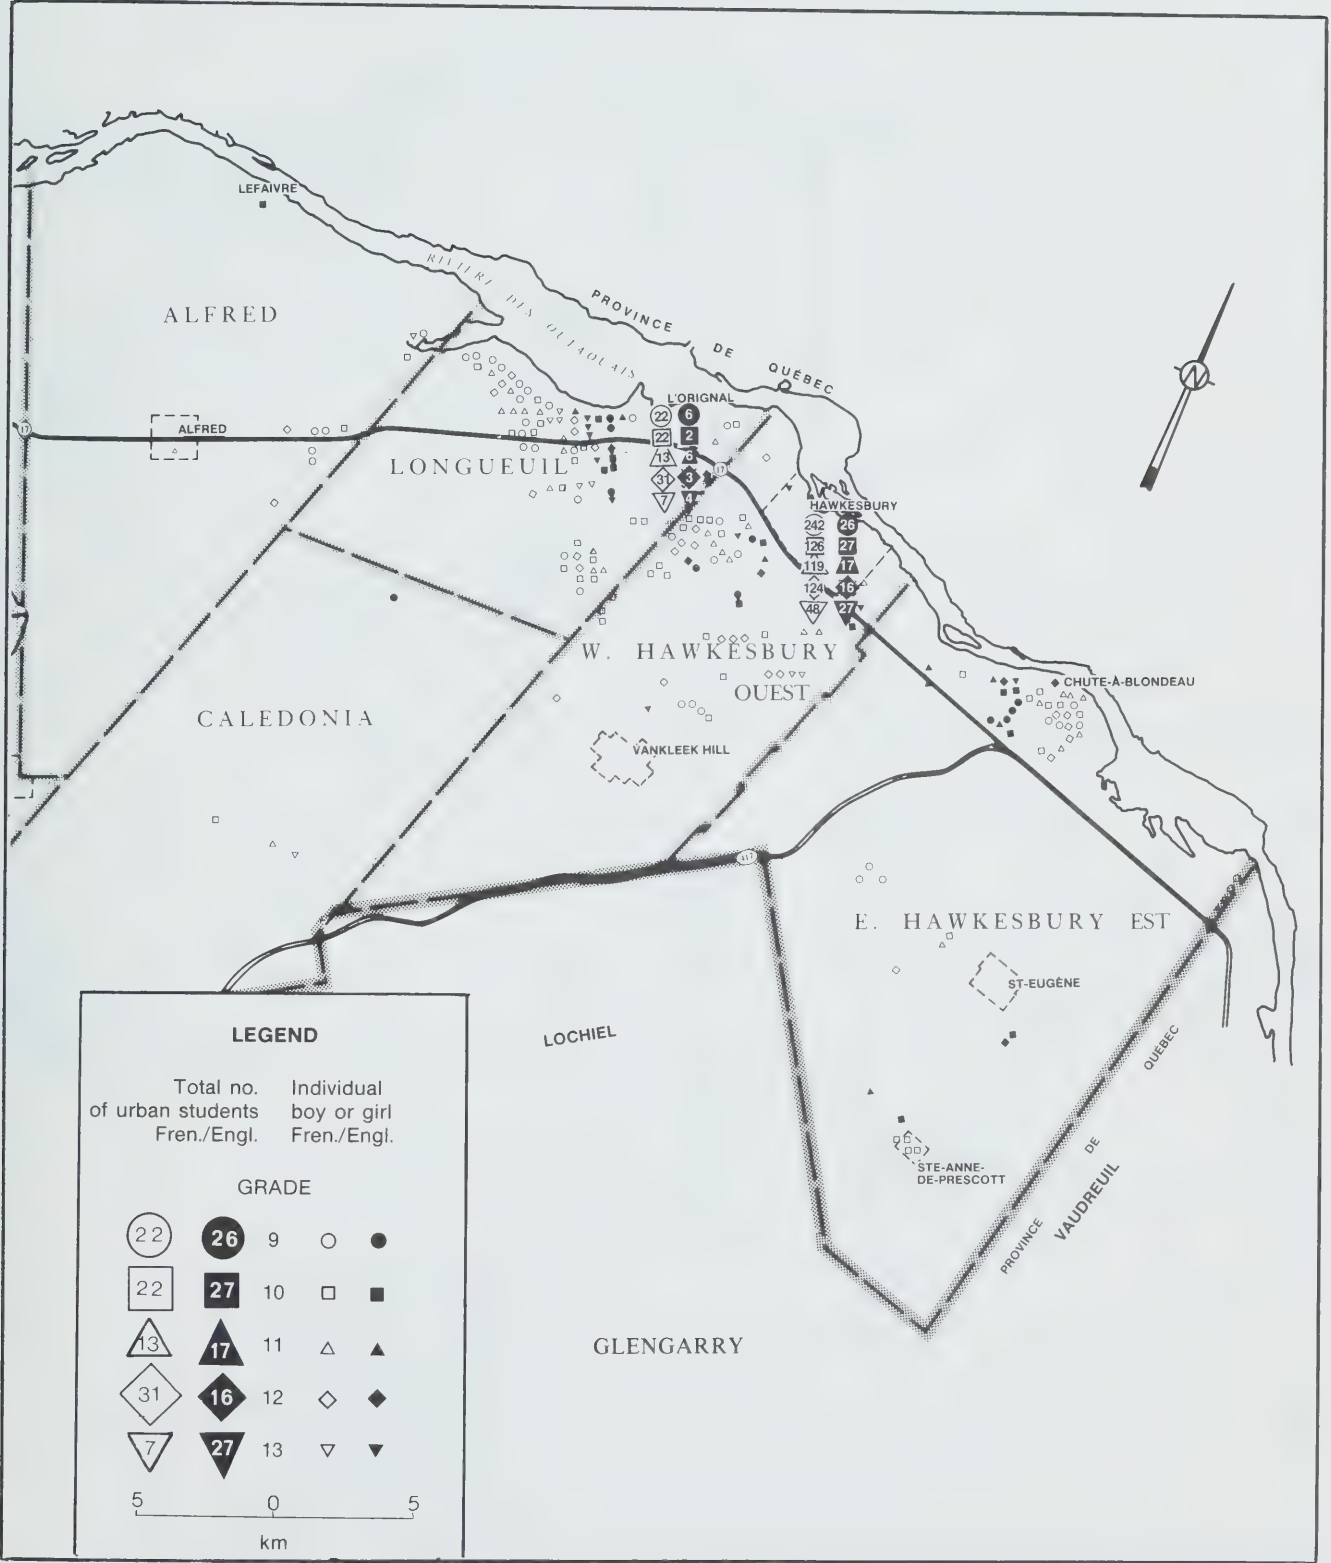 LEFAIVRE
RIVIÈRE DES OUTAOUAIS
PROVINCE DE QUÉBEC
ALFRED
17
ALFRED
L'ORIGNAL
22 6
22 2
13 6
31 3
7 4
LONGUEUIL
17
HAWKESBURY
242 26
126 27
119 17
124 16
48 27
W. HAWKESBURY
OUEST
CHUTE-À-BLONDEAU
CALEDONIA
VANKLEEK HILL
417
E. HAWKESBURY EST
ST-EUGÈNE
LOCHIEL
STE-ANNE-
DE-PRESCOTT
PROVINCE DE QUÉBEC
VAUDREUIL
GLENGARRY
LEGEND
Total no. Individual
of urban students boy or girl
Fren./Engl. Fren./Engl.
GRADE
22 26 9
22 27 10
13 17 11
31 16 12
7 27 13
5 0 5
km